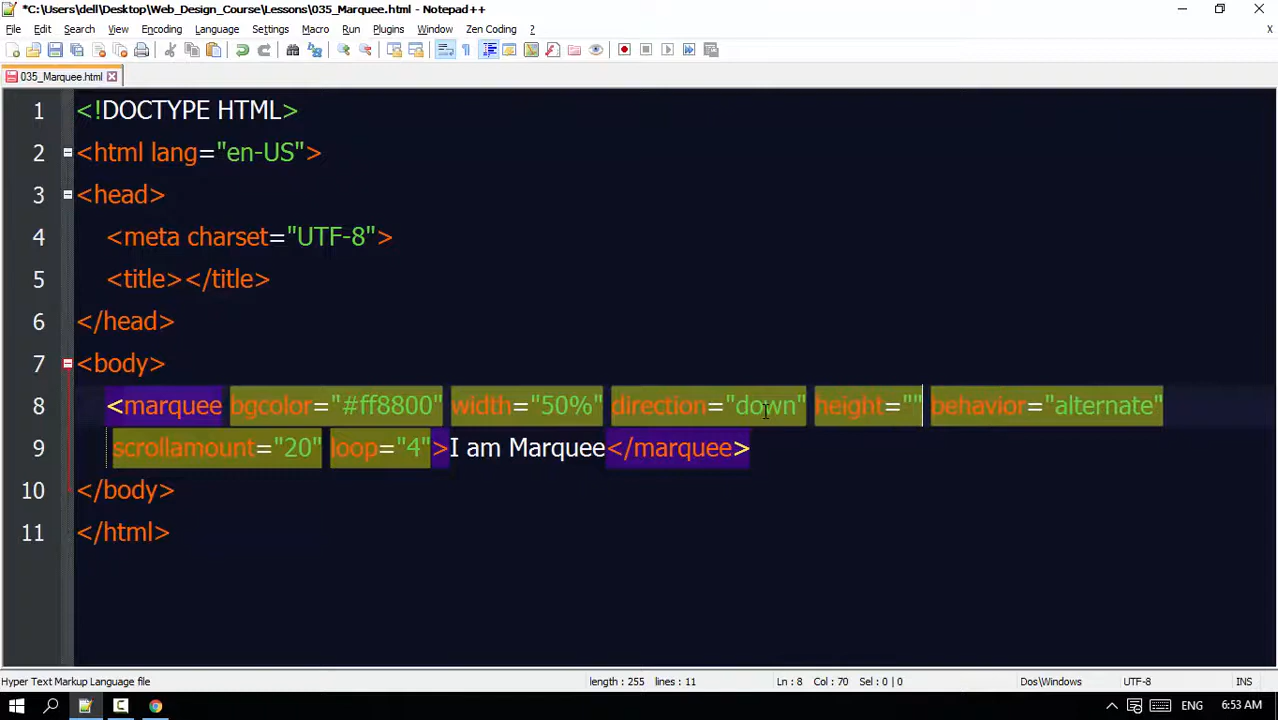 *C:\Users\dell\Desktop\Web_Design_Course\Lessons\035_Marquee.html - Notepad++
File Edit Search View Encoding Language Settings Macro Run Plugins Window Zen Coding ? X
035_Marquee.html
1 <!DOCTYPE HTML>
2 <html lang="en-US">
3 <head>
4 <meta charset="UTF-8">
5 <title></title>
6 </head>
7 <body>
8 <marquee bgcolor="#ff8800" width="50%" direction="down" height="" behavior="alternate"
9 scrollamount="20" loop="4">I am Marquee</marquee>
10 </body>
11 </html>
Hyper Text Markup Language file length : 255 lines : 11 Ln : 8 Col : 70 Sel : 0 | 0 Dos\Windows UTF-8 INS
ENG 6:53 AM